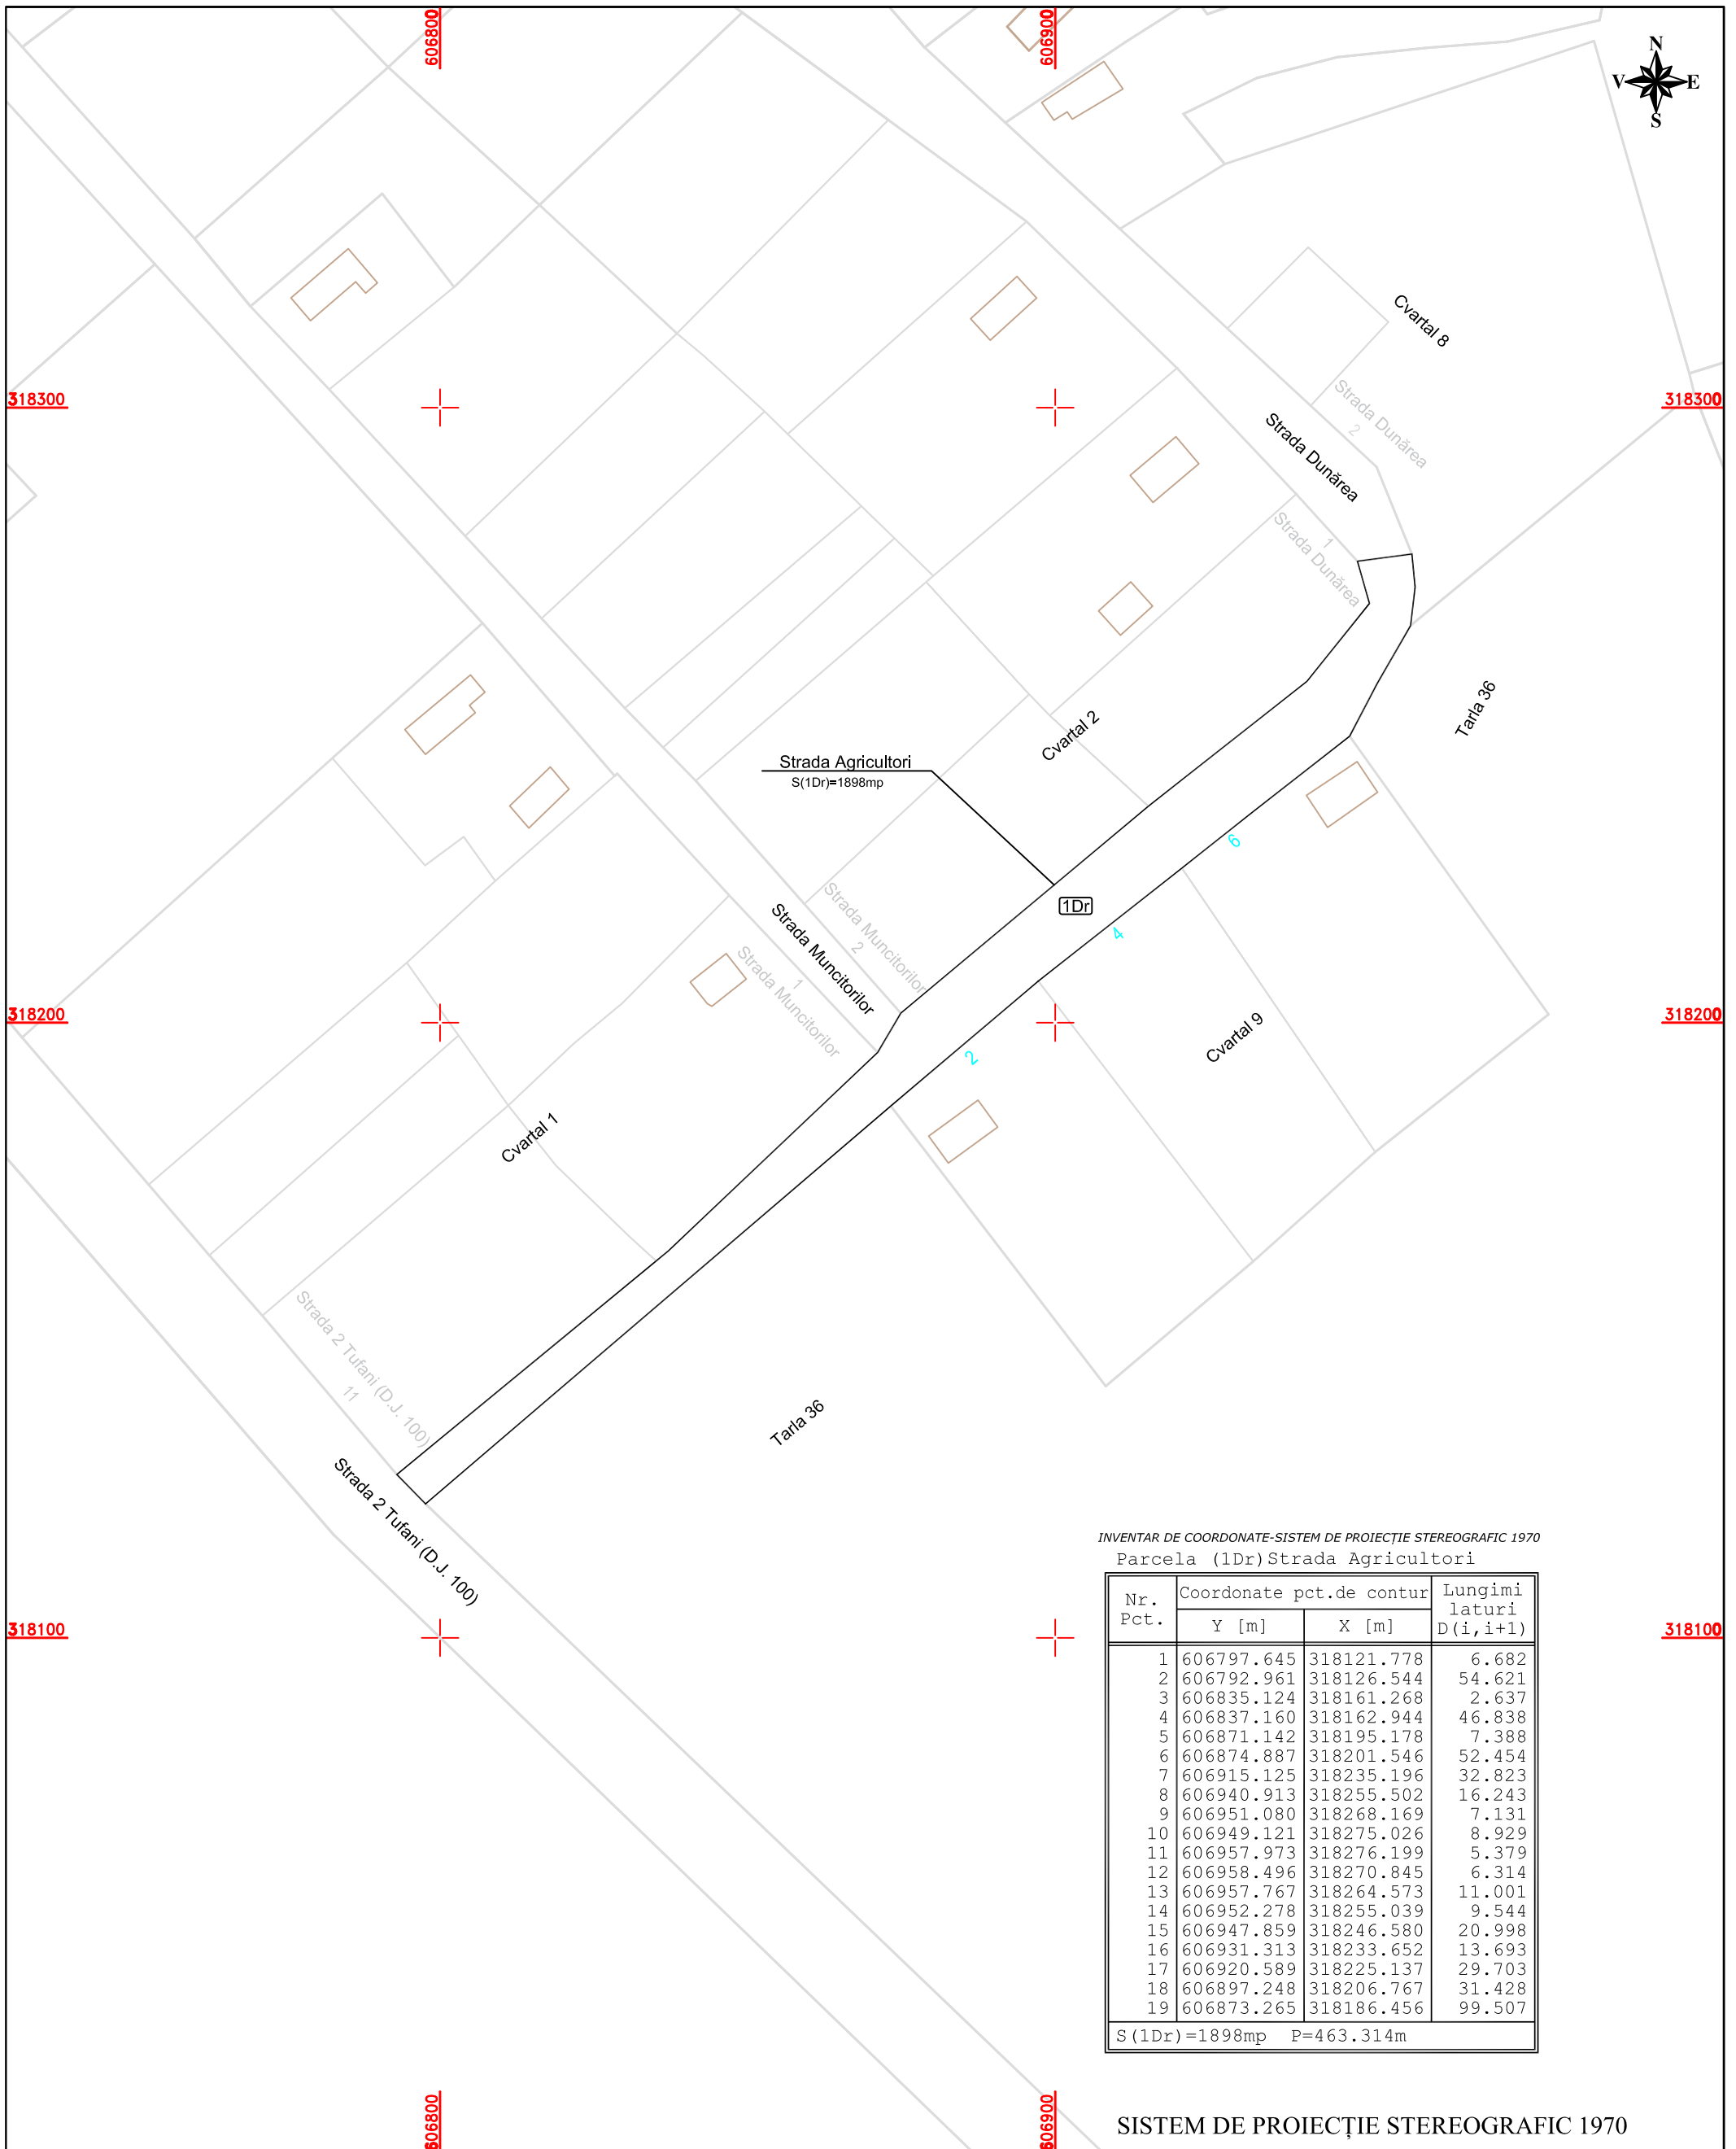 606800
606900
N
V E
S
Cvartal 8
318300
318300
Strada Dunărea
2
Strada Dunărea
1
Strada Dunărea
Tarla 36
Cvartal 2
Strada Agricultori
S(1Dr)=1898mp
6
1Dr
4
Strada Muncitorilor
2
Strada Muncitorilor
1
Strada Muncitorilor
318200
318200
Cvartal 9
2
Cvartal 1
Strada 2 Tufani (D.J. 100)
11
Tarla 36
Strada 2 Tufani (D.J. 100)
INVENTAR DE COORDONATE-SISTEM DE PROIECȚIE STEREOGRAFIC 1970
Parcela (1Dr)Strada Agricultori
Nr. Pct. Coordonate pct.de contur Lungimi laturi D(i,i+1)
Y [m] X [m]
318100
318100
1 606797.645 318121.778 6.682
2 606792.961 318126.544 54.621
3 606835.124 318161.268 2.637
4 606837.160 318162.944 46.838
5 606871.142 318195.178 7.388
6 606874.887 318201.546 52.454
7 606915.125 318235.196 32.823
8 606940.913 318255.502 16.243
9 606951.080 318268.169 7.131
10 606949.121 318275.026 8.929
11 606957.973 318276.199 5.379
12 606958.496 318270.845 6.314
13 606957.767 318264.573 11.001
14 606952.278 318255.039 9.544
15 606947.859 318246.580 20.998
16 606931.313 318233.652 13.693
17 606920.589 318225.137 29.703
18 606897.248 318206.767 31.428
19 606873.265 318186.456 99.507
S(1Dr)=1898mp P=463.314m
606800
606900
SISTEM DE PROIECȚIE STEREOGRAFIC 1970